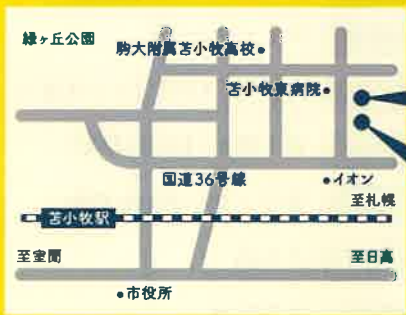 緑ヶ丘公園
駒大附属苫小牧高校
苫小牧東病院
国道36号線
イオン
至札幌
苫小牧駅
至室蘭
至日高
市役所